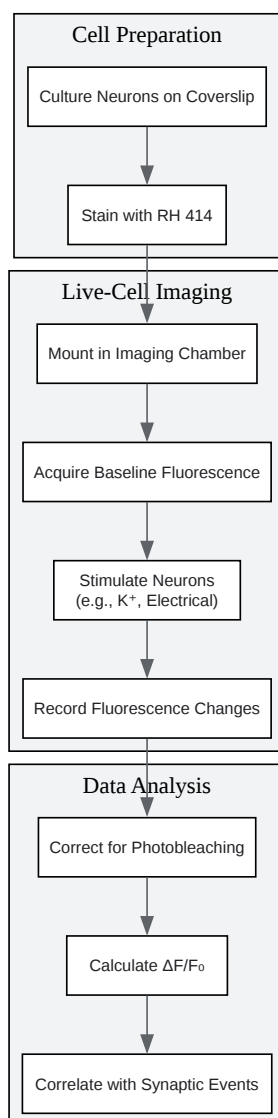 Cell Preparation
Culture Neurons on Coverslip
Stain with RH 414
Live-Cell Imaging
Mount in Imaging Chamber
Acquire Baseline Fluorescence
Stimulate Neurons
(e.g., K⁺, Electrical)
Record Fluorescence Changes
Data Analysis
Correct for Photobleaching
Calculate ΔF/F₀
Correlate with Synaptic Events